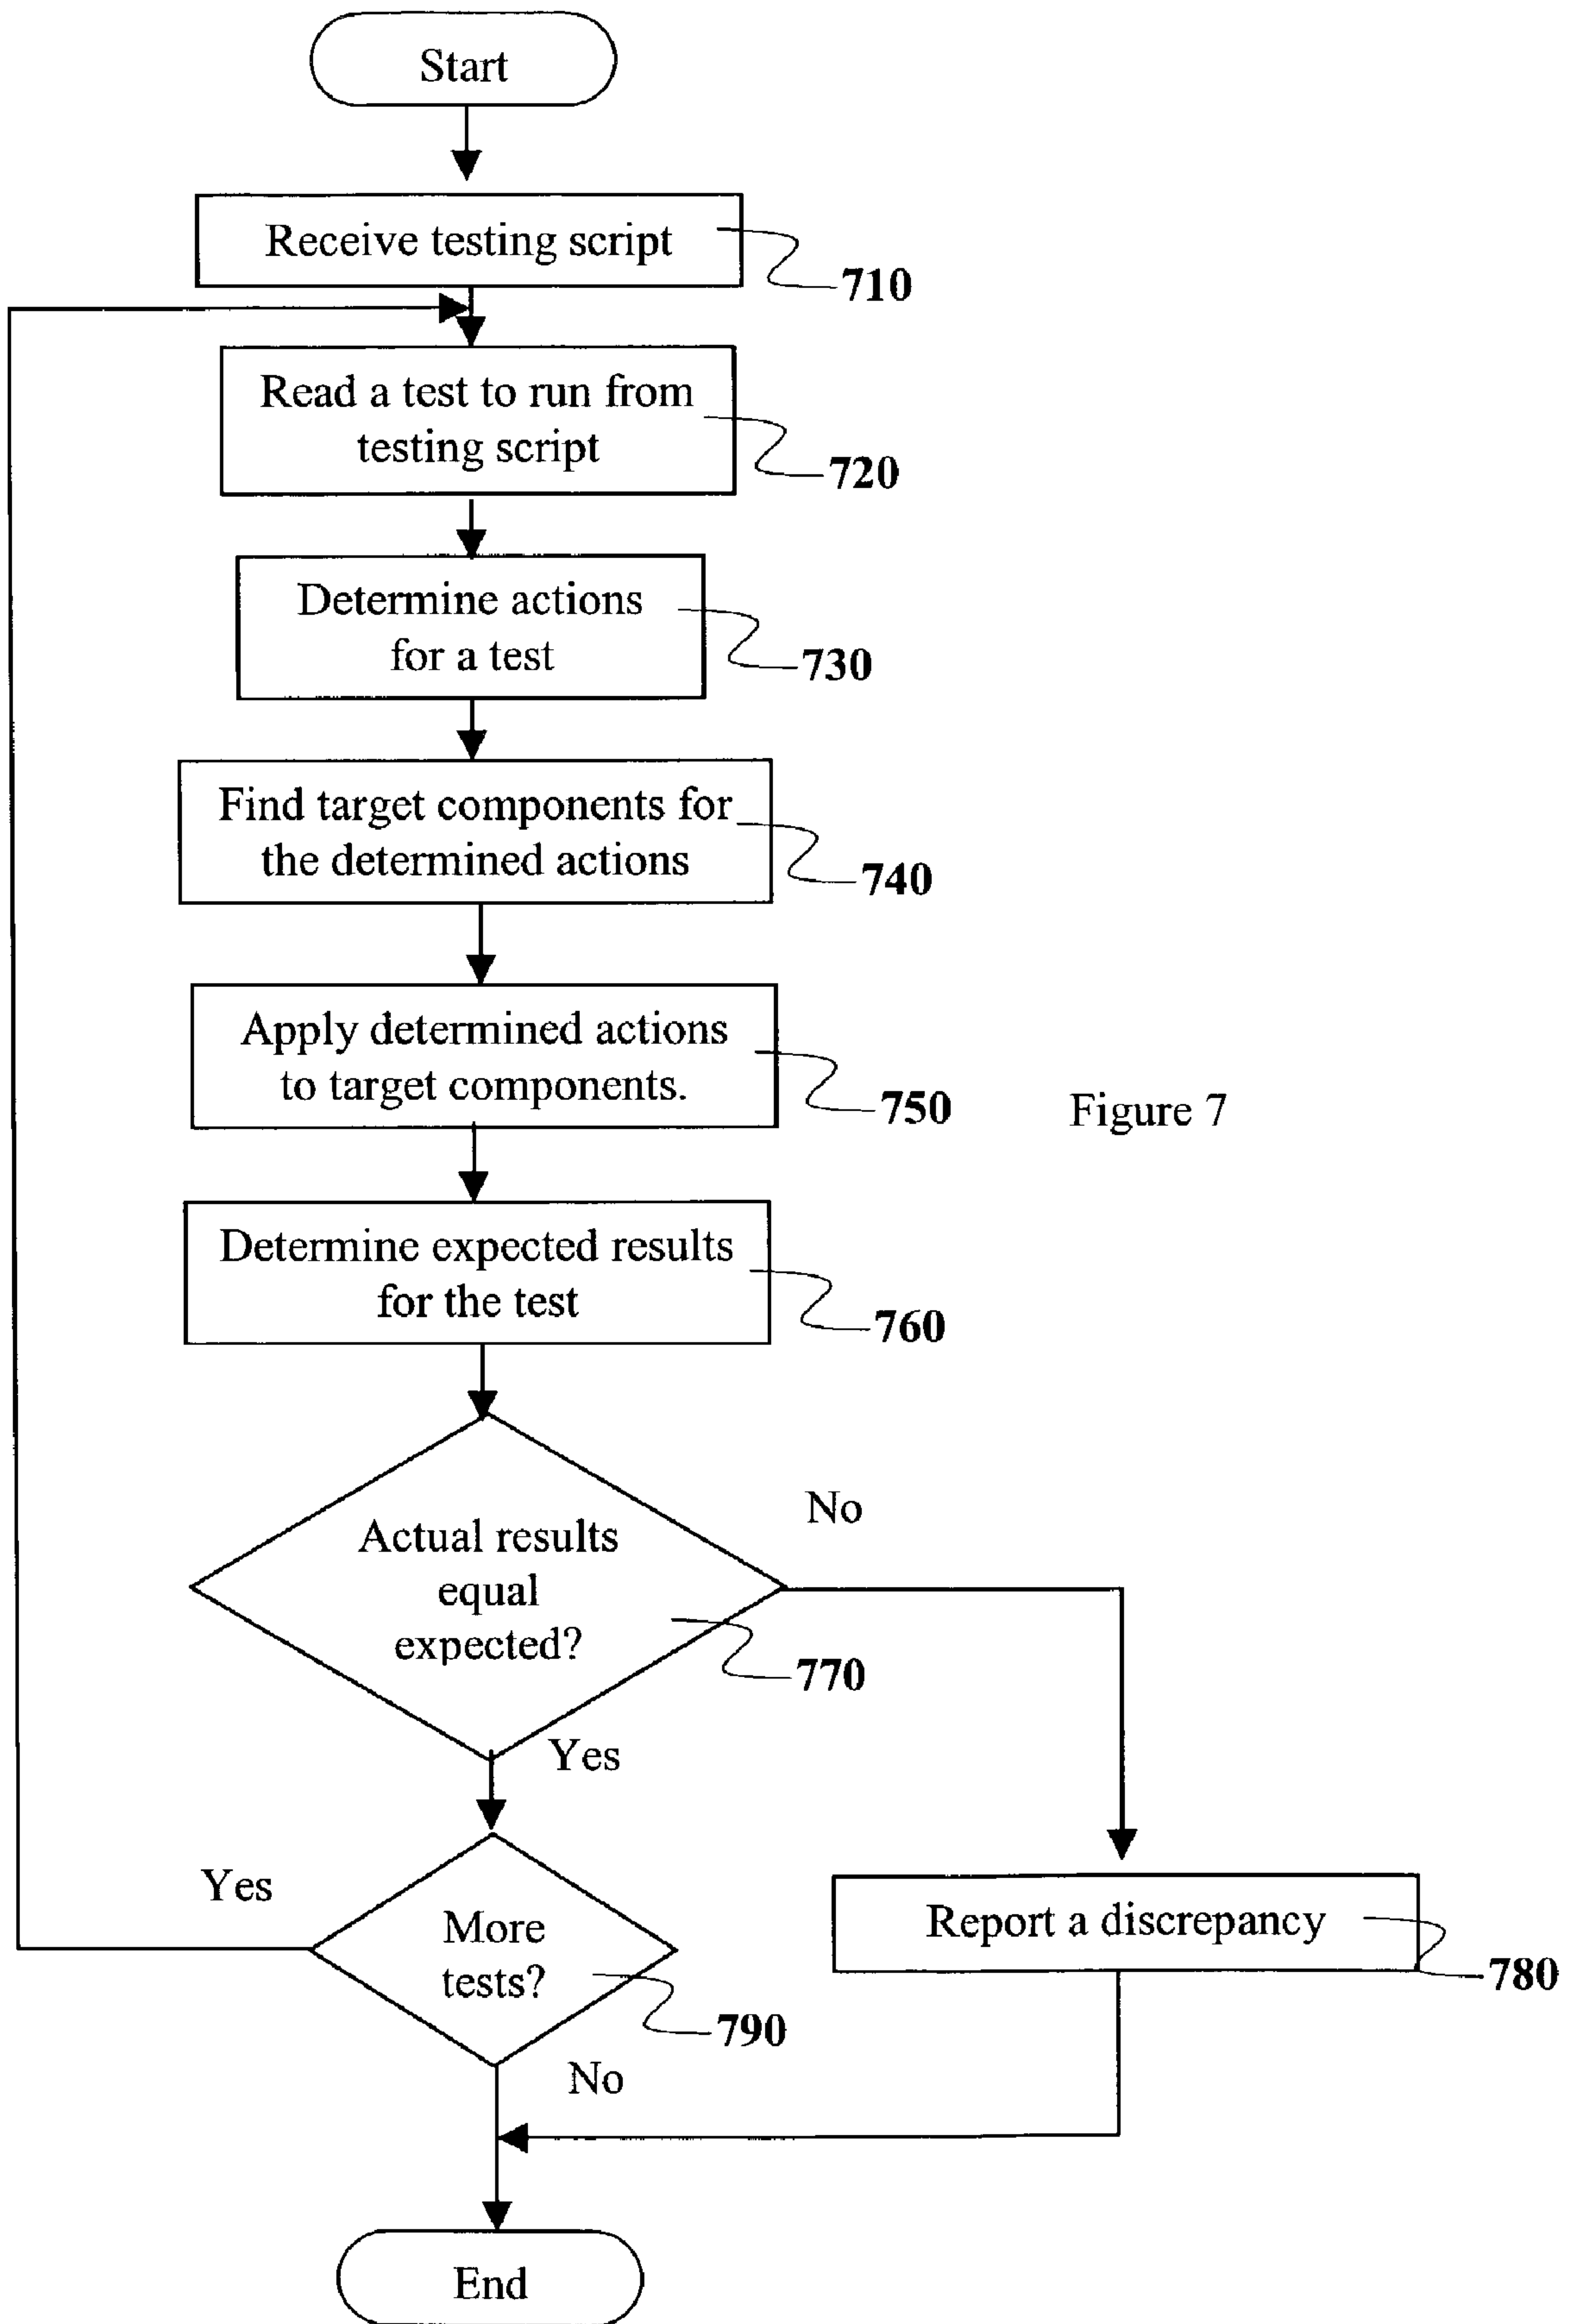 Start
Receive testing script
710
Read a test to run from
testing script
720
Determine actions
for a test
730
Find target components for
the determined actions
740
Apply determined actions
to target components.
750
Figure 7
Determine expected results
for the test
760
No
Actual results
equal
expected?
770
Yes
Yes
More
tests?
790
Report a discrepancy
780
No
End